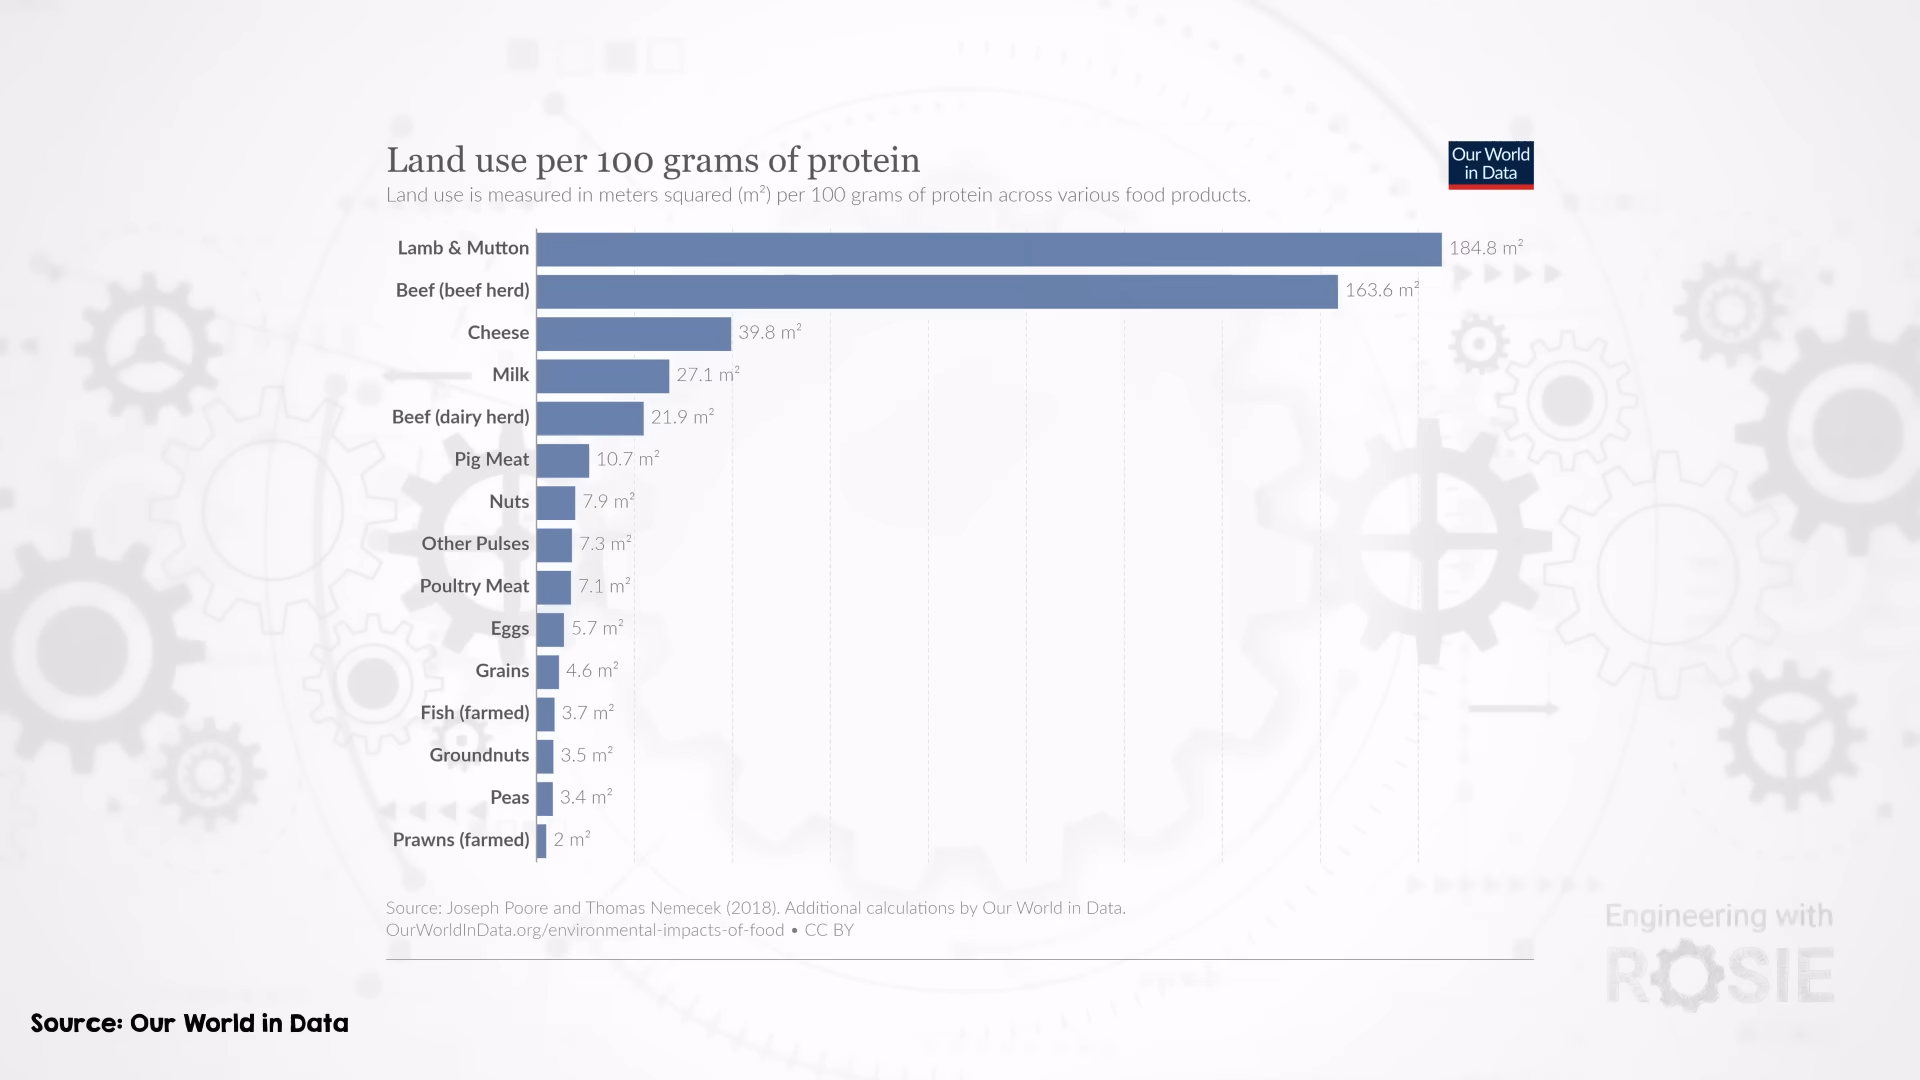 Land use per 100 grams of protein
Our World
in Data
Land use is measured in meters squared (m²) per 100 grams of protein across various food products.
Lamb & Mutton 184.8 m²
Beef (beef herd) 163.6 m²
Cheese 39.8 m²
Milk 27.1 m²
Beef (dairy herd) 21.9 m²
Pig Meat 10.7 m²
Nuts 7.9 m²
Other Pulses 7.3 m²
Poultry Meat 7.1 m²
Eggs 5.7 m²
Grains 4.6 m²
Fish (farmed) 3.7 m²
Groundnuts 3.5 m²
Peas 3.4 m²
Prawns (farmed) 2 m²
Source: Joseph Poore and Thomas Nemecek (2018). Additional calculations by Our World in Data.
OurWorldInData.org/environmental-impacts-of-food • CC BY
Engineering with
ROSIE
Source: Our World in Data